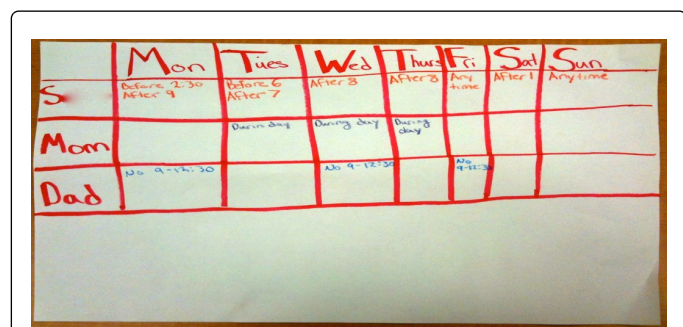 Mon Tues Wed Thurs Fri Sat Sun
Before 2:30 Before 6 After 8 After 8 Any After 1 Anytime
After 9 After 7 time
Mom During day During day During
day
Dad No 9-12:30 No 9-12:30 No
9-12:30